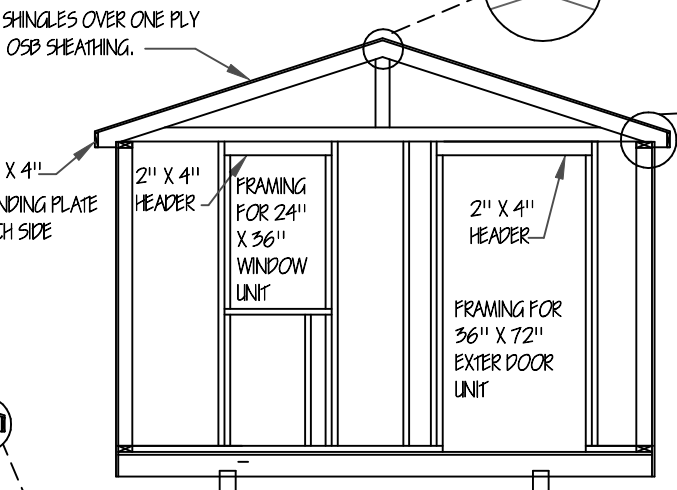 SHINGLES OVER ONE PLY
OSB SHEATHING.
X 4"
NDING PLATE
CH SIDE
2" X 4"
HEADER
FRAMING
FOR 24"
X 36"
WINDOW
UNIT
2" X 4"
HEADER
FRAMING FOR
36" X 72"
EXTER DOOR
UNIT